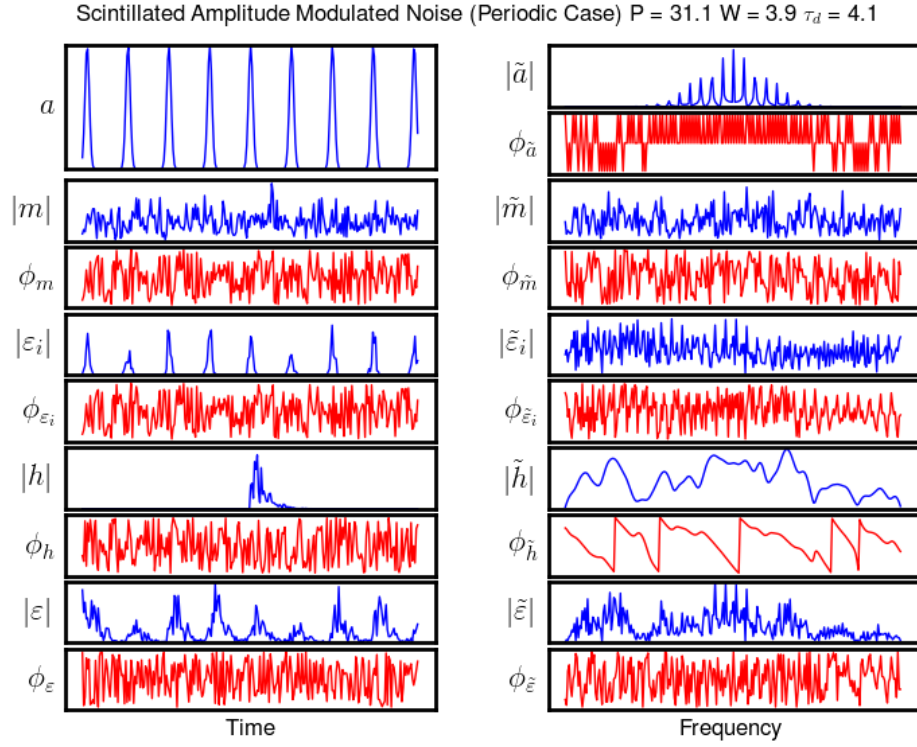 Scintillated Amplitude Modulated Noise (Periodic Case) P = 31.1 W = 3.9 τ_d = 4.1
a
|ã|
ϕ_ã
|m|
|m̃|
ϕ_m
ϕ_m̃
|ε_i|
|ε̃_i|
ϕ_ε_i
ϕ_ε̃_i
|h|
|h̃|
ϕ_h
ϕ_h̃
|ε|
|ε̃|
ϕ_ε
ϕ_ε̃
Time
Frequency